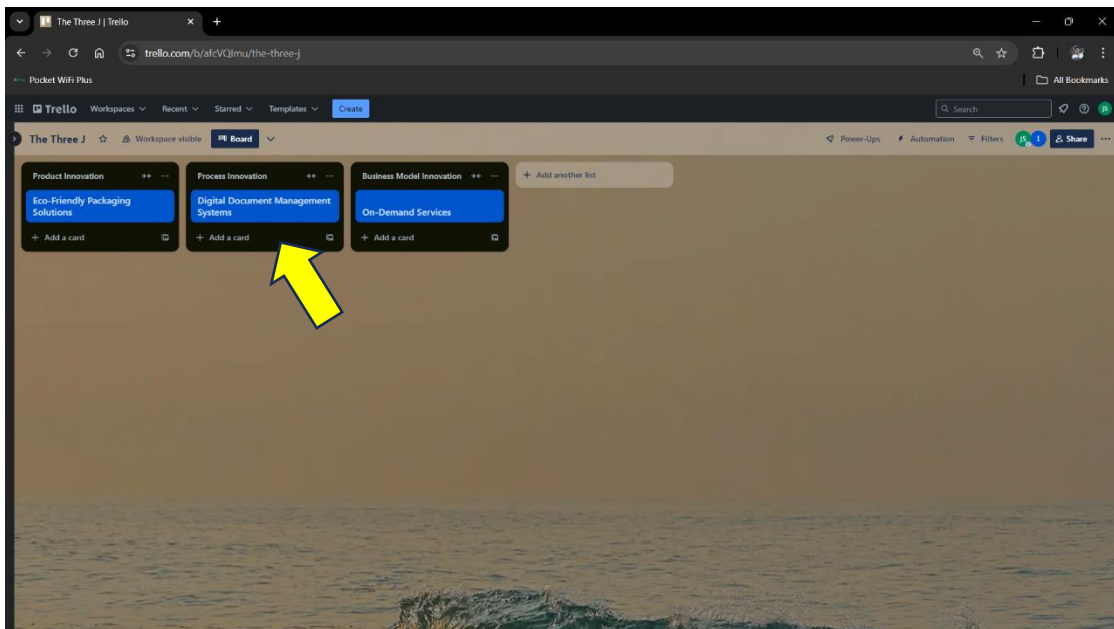 The Three J | Trello
trello.com/b/afcVQlmu/the-three-j
Pocket WiFi Plus
All Bookmarks
Trello Workspaces Recent Starred Templates Create Search JS
The Three J Workspace visible Board Power-Ups Automation Filters JS T Share
Product Innovation
Eco-Friendly Packaging
Solutions
+ Add a card
Process Innovation
Digital Document Management
Systems
+ Add a card
Business Model Innovation
On-Demand Services
+ Add a card
+ Add another list